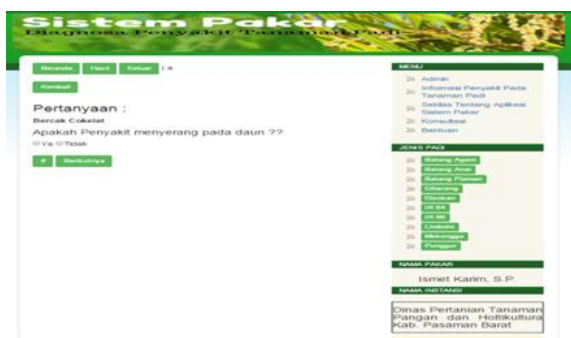 Sistem Pakar
Diagnosa Penyakit Tanaman Padi
Beranda Hasil Keluar
Kembali
Pertanyaan :
Bercak Cokelat
Apakah Penyakit menyerang pada daun ??
Ya Tidak
Berikutnya
MENU
Admin
Informasi Penyakit Pada
Tanaman Padi
Sekilas Tentang Aplikasi
Sistem Pakar
Konsultasi
Bantuan
JENIS PADI
Batang Agam
Batang Anai
Batang Piaman
Ciherang
Cisokan
IR 64
IR 66
Limboto
Mekongga
Punggur
NAMA PAKAR
Ismet Karim, S.P.
NAMA INSTANSI
Dinas Pertanian Tanaman
Pangan dan Holtikultura
Kab. Pasaman Barat